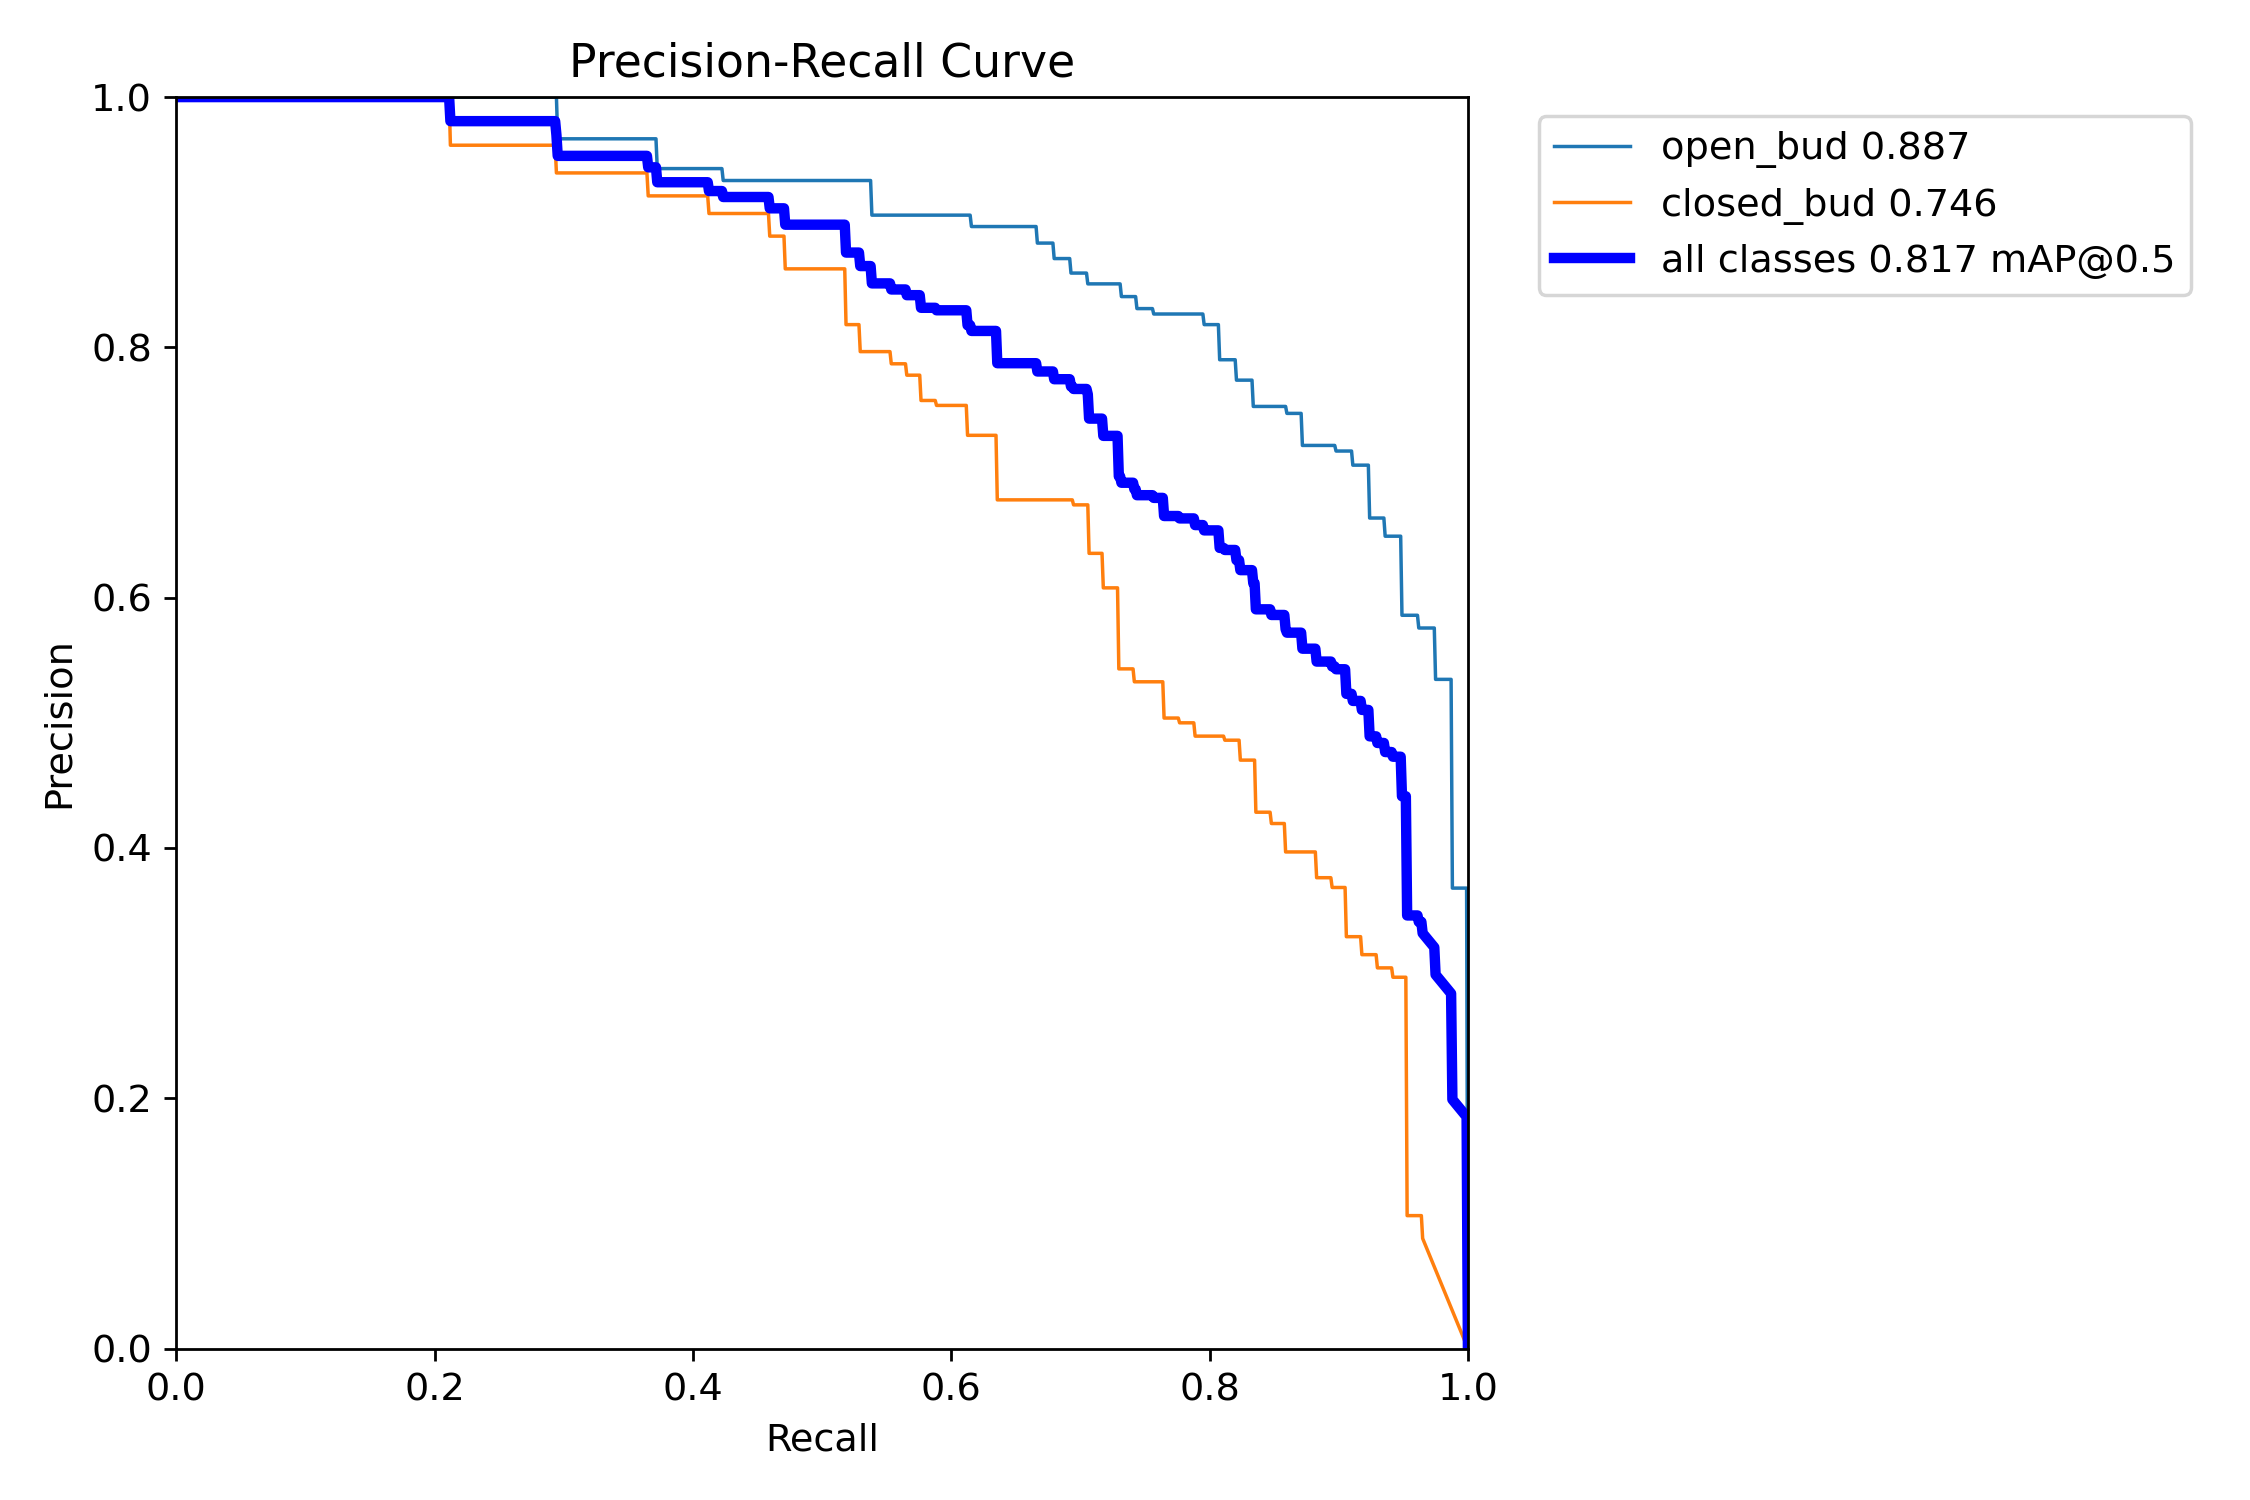 Precision-Recall Curve
1.0
0.8
0.6
0.4
0.2
0.0
Precision
0.0 0.2 0.4 0.6 0.8 1.0
Recall
open_bud 0.887
closed_bud 0.746
all classes 0.817 mAP@0.5